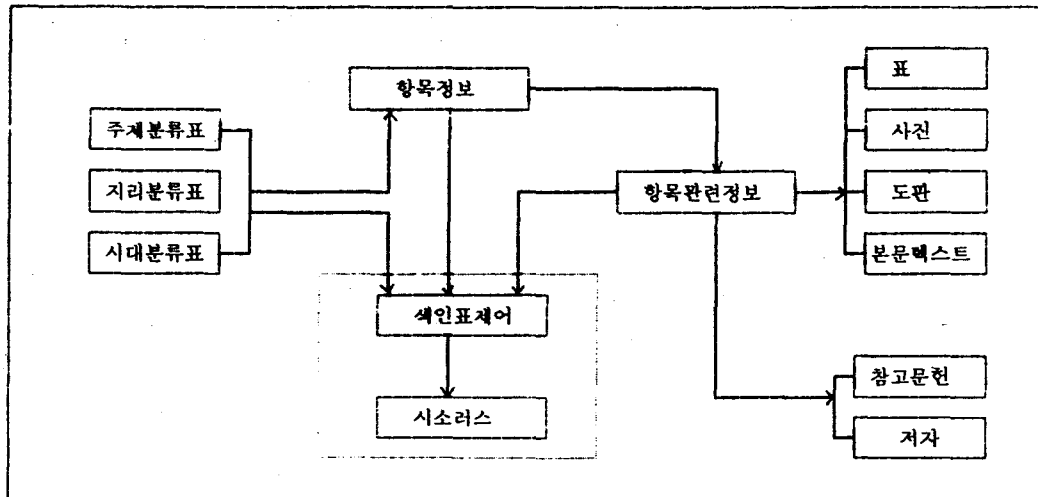 표
항목정보
주제분류표
사진
지리분류표
항목관련정보
도판
시대분류표
본문텍스트
색인표제어
참고문헌
시소러스
저자